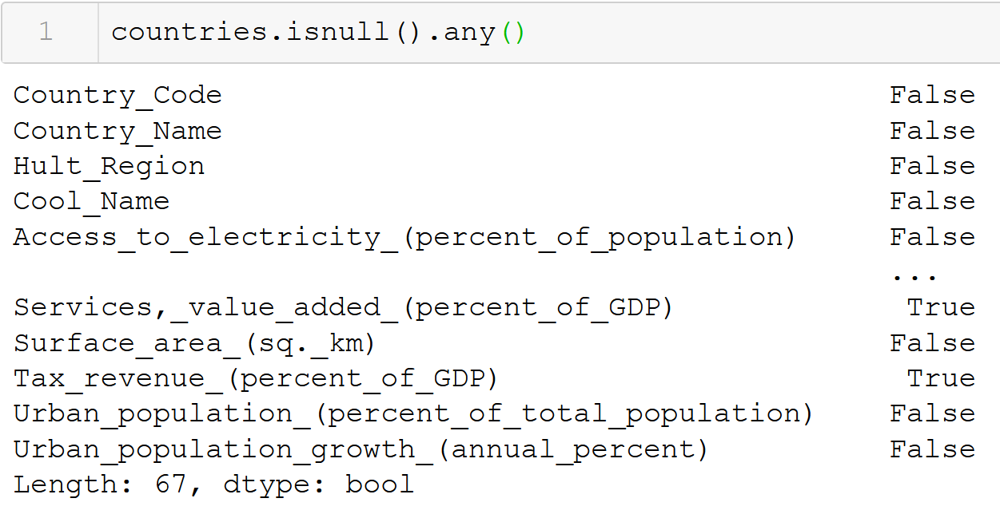 1 countries.isnull().any()
Country_Code False
Country_Name False
Hult_Region False
Cool_Name False
Access_to_electricity_(percent_of_population) False
...
Services,_value_added_(percent_of_GDP) True
Surface_area_(sq._km) False
Tax_revenue_(percent_of_GDP) True
Urban_population_(percent_of_total_population) False
Urban_population_growth_(annual_percent) False
Length: 67, dtype: bool